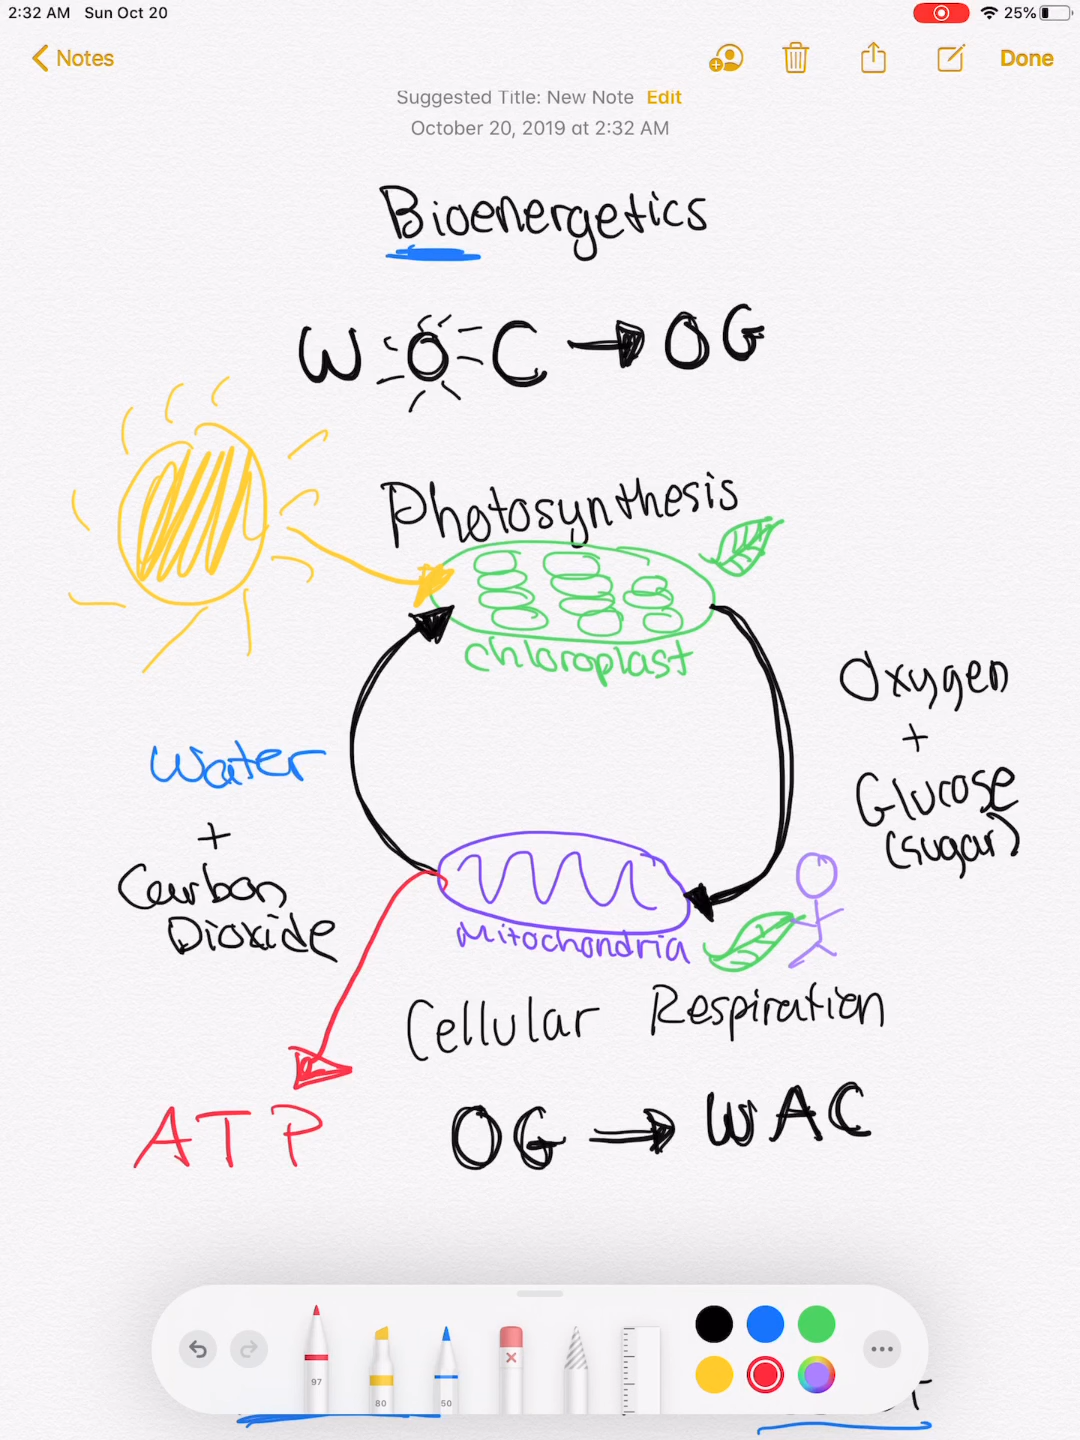 2:32 AM Sun Oct 20
25%
Notes
Done
Suggested Title: New Note Edit
October 20, 2019 at 2:32 AM
Bioenergetics
W O C → OG
Photosynthesis
chloroplast
Oxygen
+
Glucose
(sugar)
Water
+
Carbon
Dioxide
Mitochondria
Cellular Respiration
ATP
OG → WAC
97
80
50